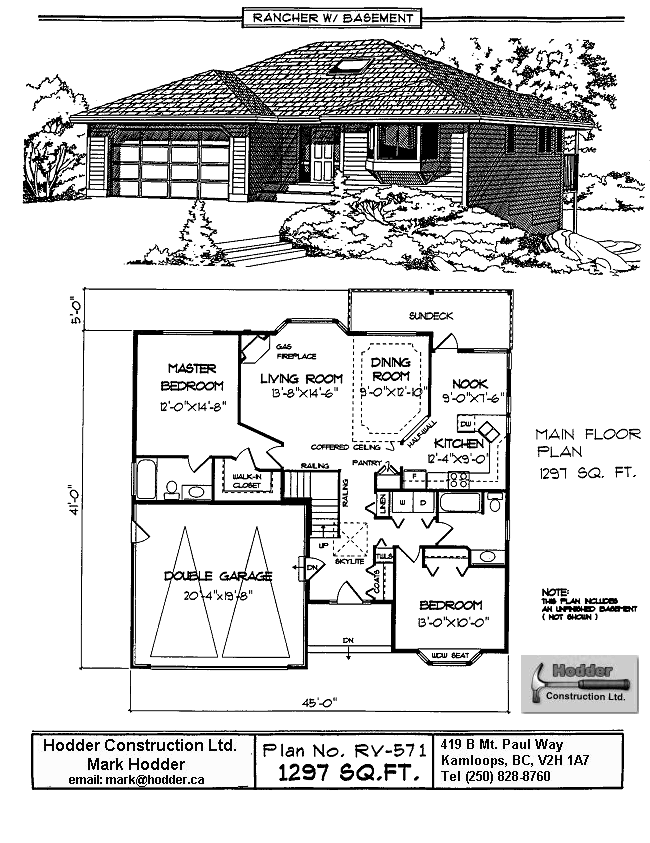 RANCHER W/ BASEMENT
5'-0"
SUNDECK
GAS
FIREPLACE
MASTER
BEDROOM
12'-0"X14'-8"
LIVING ROOM
13'-8"X14'-6"
DINING
ROOM
9'-0"X12'-10"
NOOK
9'-0"X7'-6"
DW
HALF-WALL
KITCHEN
12'-4"X9'-0"
COFFERED CEILING
MAIN FLOOR
PLAN
1297 SQ. FT.
41'-0"
RAILING
PANTRY
WALK-IN
CLOSET
F
RAILING
LINEN
E
D
UP
SKYLITE
TWLS
DN
COATS
DOUBLE GARAGE
20'-4"X19'-8"
BEDROOM
13'-0"X10'-0"
NOTE:
THIS PLAN INCLUDES
AN UNFINISHED BASEMENT
( NOT SHOWN )
DN
WDW SEAT
Hodder
Construction Ltd.
45'-0"
Hodder Construction Ltd.
Mark Hodder
email: mark@hodder.ca
Plan No. RV-571
1297 SQ.FT.
419 B Mt. Paul Way
Kamloops, BC, V2H 1A7
Tel (250) 828-8760